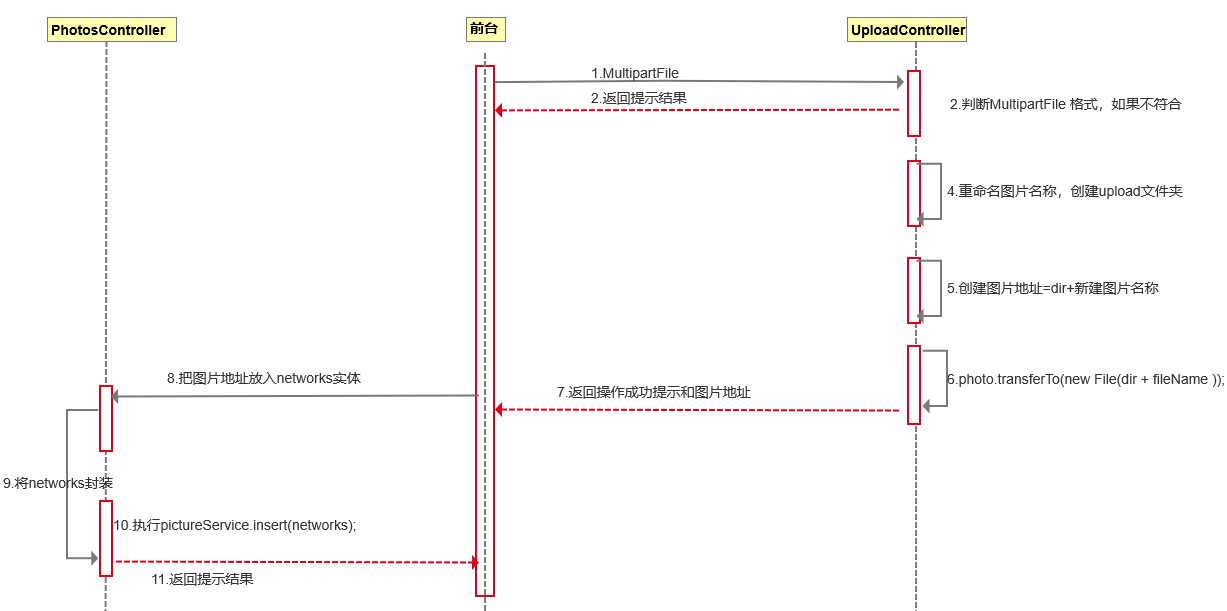 PhotosController
前台
UploadController
1.MultipartFile
2.返回提示结果
2.判断MultipartFile 格式，如果不符合
4.重命名图片名称，创建upload文件夹
5.创建图片地址=dir+新建图片名称
8.把图片地址放入networks实体
6.photo.transferTo(new File(dir + fileName ));
7.返回操作成功提示和图片地址
9.将networks封装
10.执行pictureService.insert(networks);
11.返回提示结果